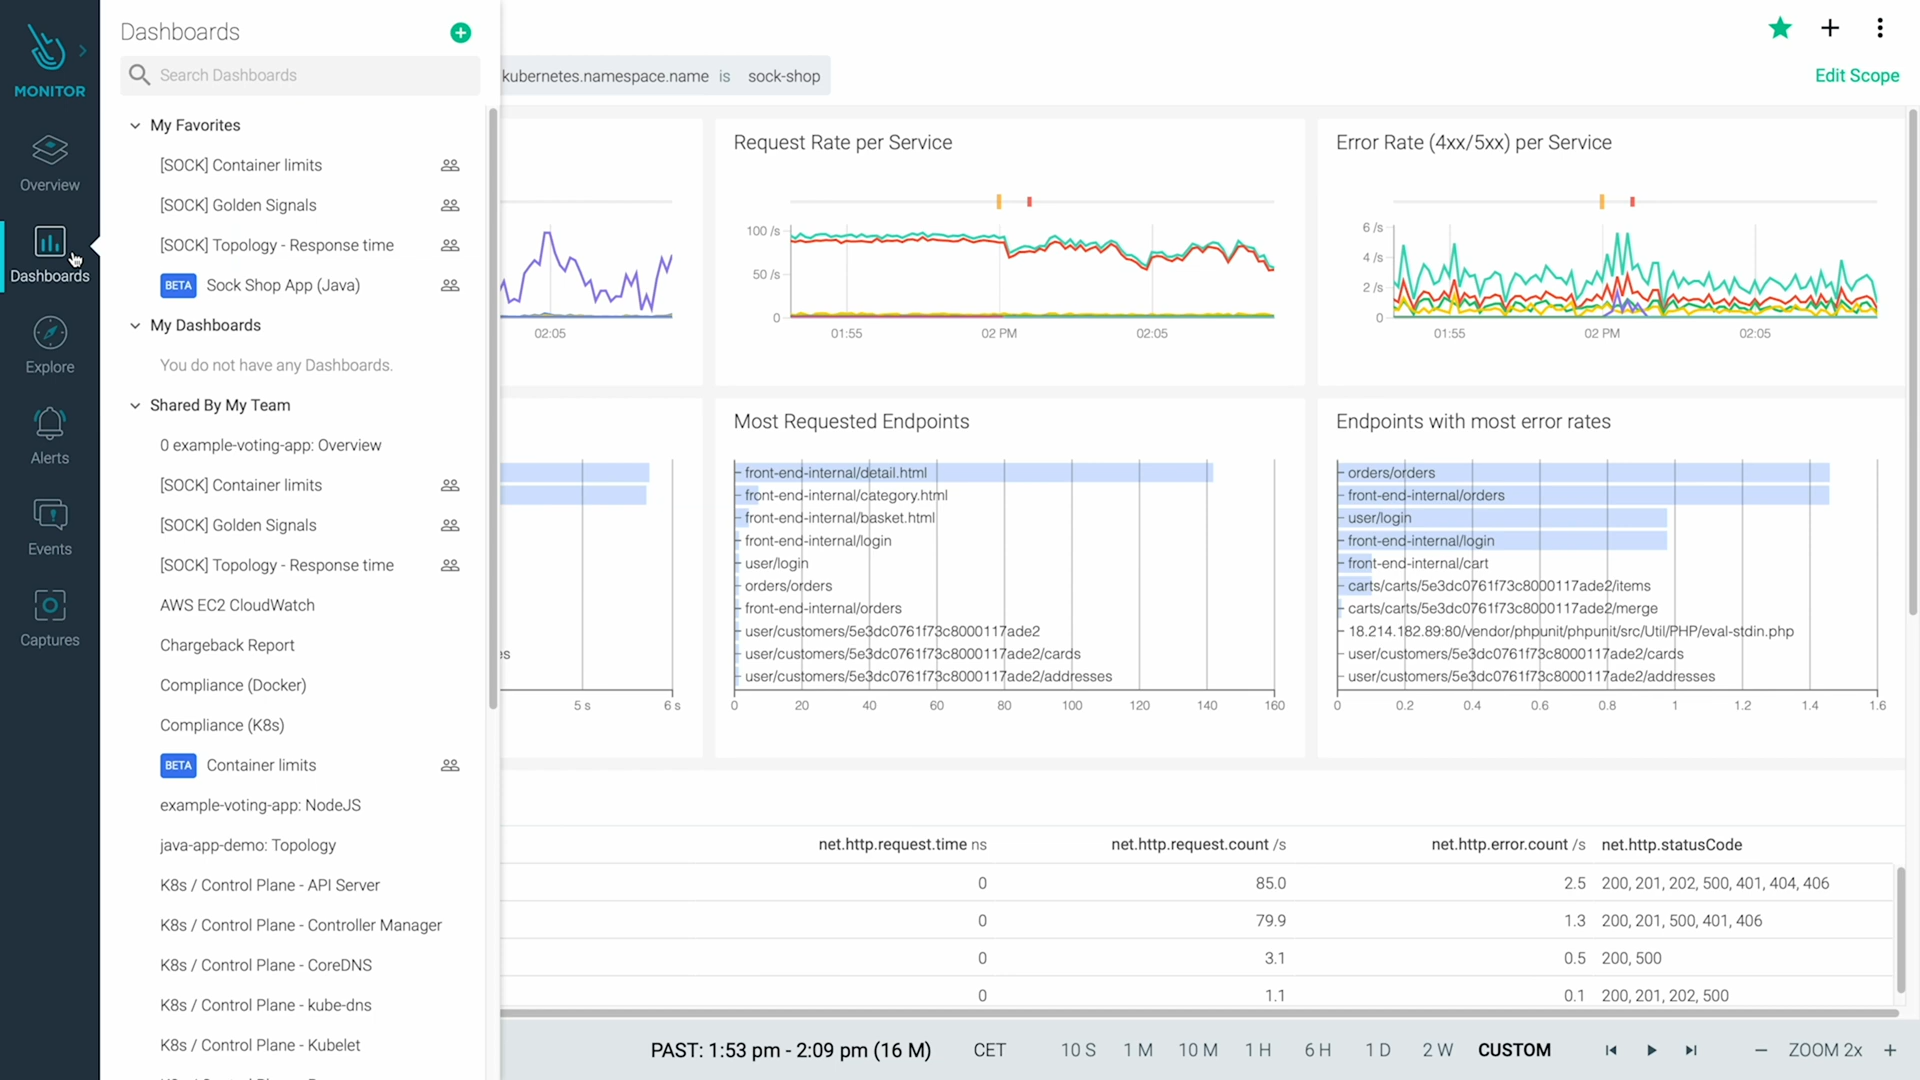 MONITOR
Overview
Dashboards
Explore
Alerts
Events
Captures
Dashboards
Search Dashboards
My Favorites
[SOCK] Container limits
[SOCK] Golden Signals
[SOCK] Topology - Response time
BETA Sock Shop App (Java)
My Dashboards
You do not have any Dashboards.
Shared By My Team
0 example-voting-app: Overview
[SOCK] Container limits
[SOCK] Golden Signals
[SOCK] Topology - Response time
AWS EC2 CloudWatch
Chargeback Report
Compliance (Docker)
Compliance (K8s)
BETA Container limits
example-voting-app: NodeJS
java-app-demo: Topology
K8s / Control Plane - API Server
K8s / Control Plane - Controller Manager
K8s / Control Plane - CoreDNS
K8s / Control Plane - kube-dns
K8s / Control Plane - Kubelet
kubernetes.namespace.name is sock-shop
Edit Scope
02:05
Request Rate per Service
100 /s
50 /s
0
01:55 02 PM 02:05
Error Rate (4xx/5xx) per Service
6 /s
4 /s
2 /s
0
01:55 02 PM 02:05
5 s 6 s
Most Requested Endpoints
front-end-internal/detail.html
front-end-internal/category.html
front-end-internal/basket.html
front-end-internal/login
user/login
orders/orders
front-end-internal/orders
user/customers/5e3dc0761f73c8000117ade2
user/customers/5e3dc0761f73c8000117ade2/cards
user/customers/5e3dc0761f73c8000117ade2/addresses
0 20 40 60 80 100 120 140 160
Endpoints with most error rates
orders/orders
front-end-internal/orders
user/login
front-end-internal/login
front-end-internal/cart
carts/carts/5e3dc0761f73c8000117ade2/items
carts/carts/5e3dc0761f73c8000117ade2/merge
18.214.182.89:80/vendor/phpunit/phpunit/src/Util/PHP/eval-stdin.php
user/customers/5e3dc0761f73c8000117ade2/cards
user/customers/5e3dc0761f73c8000117ade2/addresses
0 0.2 0.4 0.6 0.8 1 1.2 1.4 1.6
net.http.request.time ns net.http.request.count /s net.http.error.count /s net.http.statusCode
0 85.0 2.5 200, 201, 202, 500, 401, 404, 406
0 79.9 1.3 200, 201, 500, 401, 406
0 3.1 0.5 200, 500
0 1.1 0.1 200, 201, 202, 500
PAST: 1:53 pm - 2:09 pm (16 M) CET 10 S 1 M 10 M 1 H 6 H 1 D 2 W CUSTOM ZOOM 2x